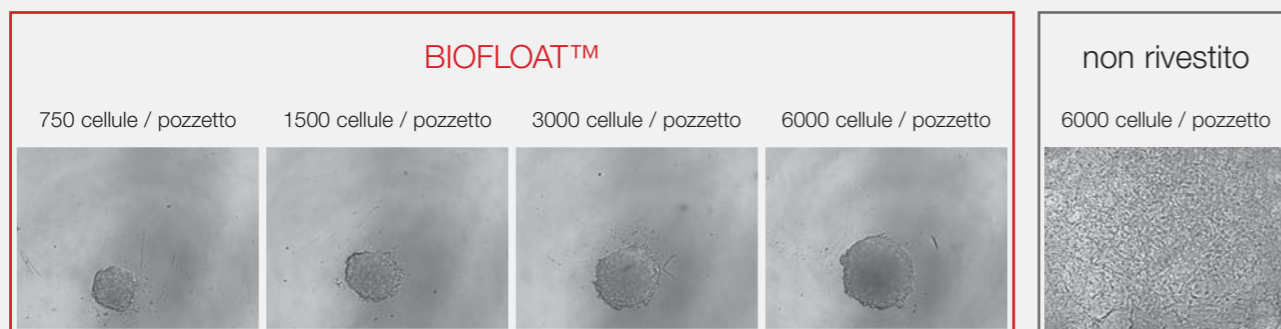 BIOFLOAT™
750 cellule / pozzetto
1500 cellule / pozzetto
3000 cellule / pozzetto
6000 cellule / pozzetto
non rivestito
6000 cellule / pozzetto